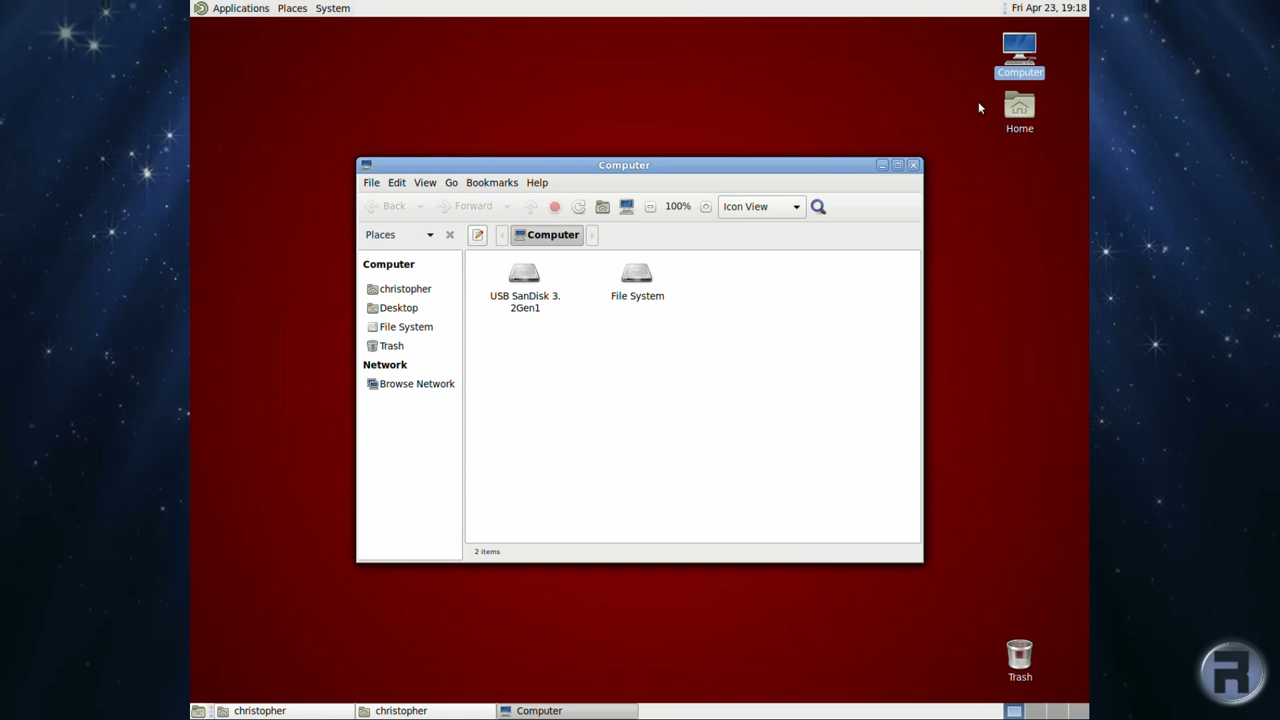 Applications Places System Fri Apr 23, 19:18
Computer
Home
Computer
File Edit View Go Bookmarks Help
Back Forward 100% Icon View
Places Computer
Computer
christopher
Desktop
File System
Trash
Network
Browse Network
USB SanDisk 3.
2Gen1
File System
2 items
Trash
christopher christopher Computer
R